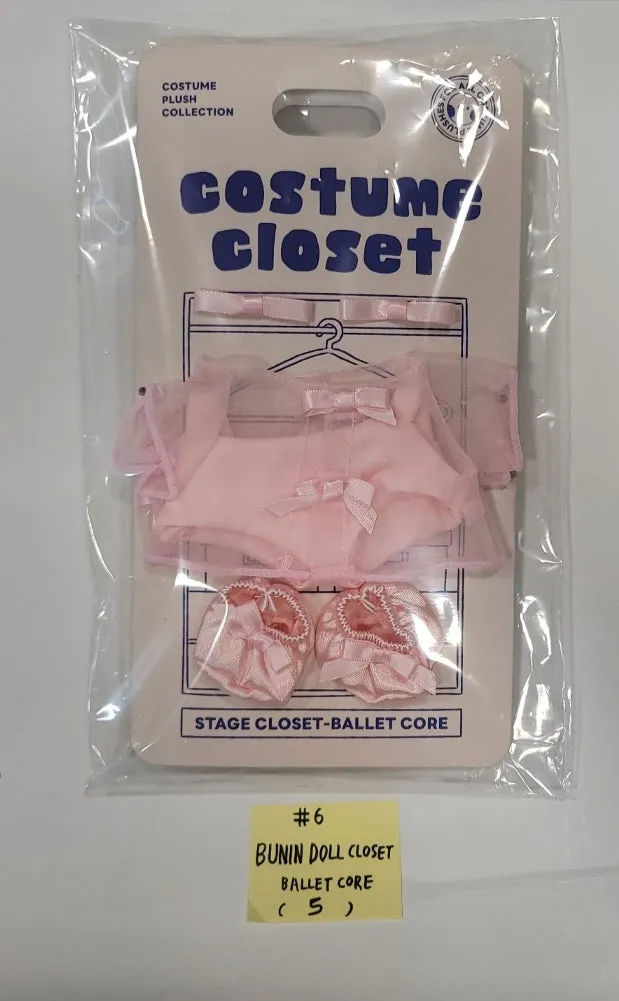 COSTUME
PLUSH
COLLECTION
costume
closet
STAGE CLOSET-BALLET CORE
#6
BUNIN DOLL CLOSET
BALLET CORE
( 5 )